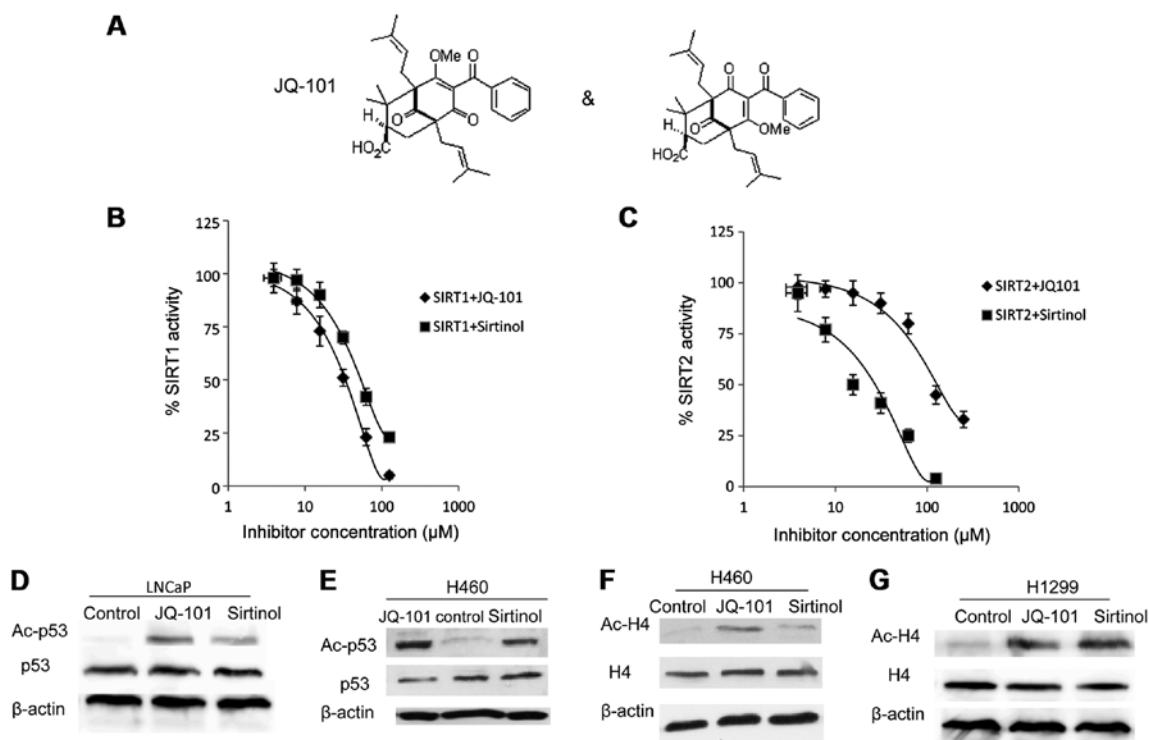 A
JQ-101
OMe
O
O
O
H
HO₂C
&
O
O
O
OMe
H
HO₂C
B
125
100
75
50
25
0
% SIRT1 activity
1
10
100
1000
Inhibitor concentration (µM)
SIRT1+JQ-101
SIRT1+Sirtinol
C
125
100
75
50
25
0
% SIRT2 activity
1
10
100
1000
Inhibitor concentration (µM)
SIRT2+JQ101
SIRT2+Sirtinol
D
LNCaP
Control JQ-101 Sirtinol
Ac-p53
p53
β-actin
E
H460
JQ-101 control Sirtinol
Ac-p53
p53
β-actin
F
H460
Control JQ-101 Sirtinol
Ac-H4
H4
β-actin
G
H1299
Control JQ-101 Sirtinol
Ac-H4
H4
β-actin